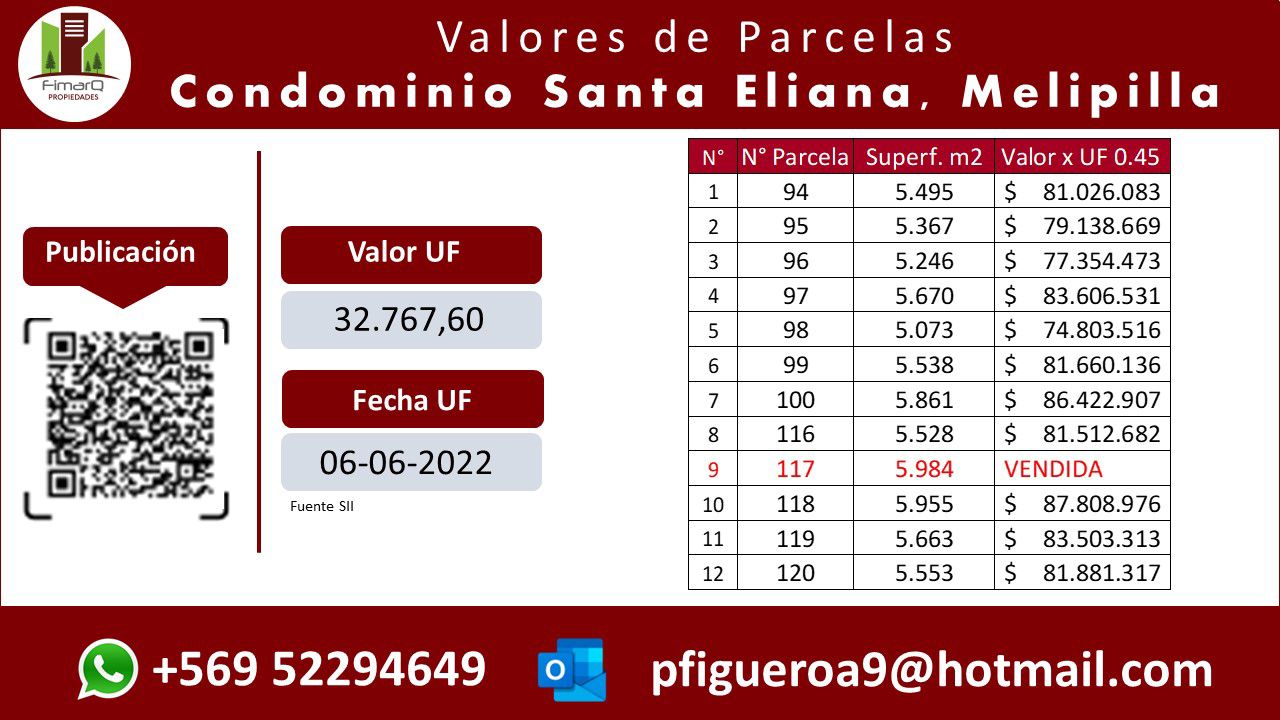 FimarQ
PROPIEDADES
Valores de Parcelas
Condominio Santa Eliana, Melipilla
Publicación
Valor UF
32.767,60
Fecha UF
06-06-2022
Fuente SII
N° N° Parcela Superf. m2 Valor x UF 0.45
1 94 5.495 $ 81.026.083
2 95 5.367 $ 79.138.669
3 96 5.246 $ 77.354.473
4 97 5.670 $ 83.606.531
5 98 5.073 $ 74.803.516
6 99 5.538 $ 81.660.136
7 100 5.861 $ 86.422.907
8 116 5.528 $ 81.512.682
9 117 5.984 VENDIDA
10 118 5.955 $ 87.808.976
11 119 5.663 $ 83.503.313
12 120 5.553 $ 81.881.317
+569 52294649
O
pfigueroa9@hotmail.com